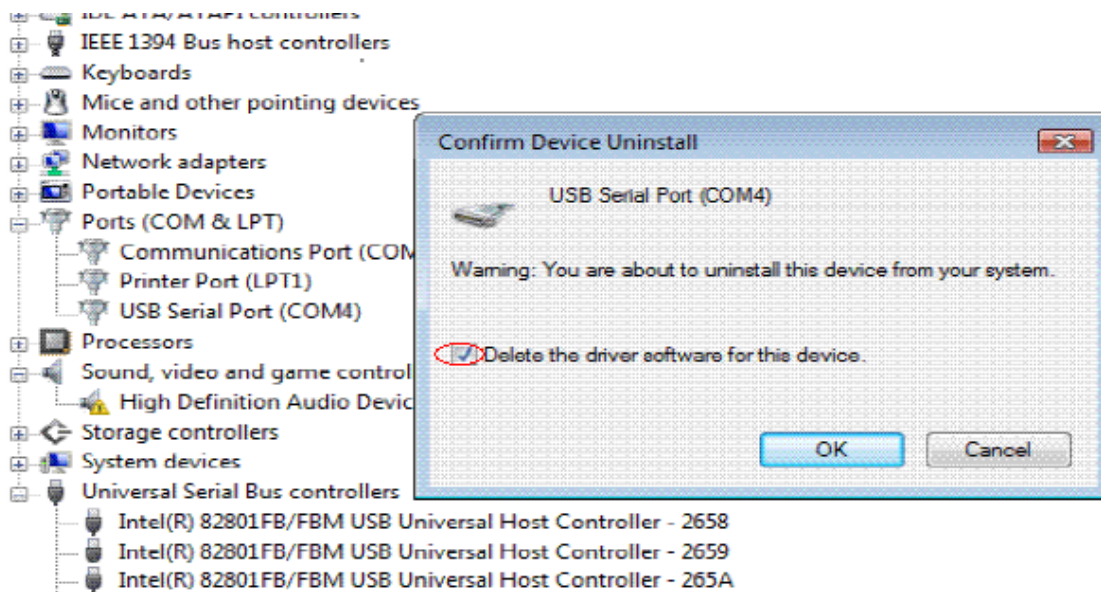 IDE ATA/ATAPI controllers
IEEE 1394 Bus host controllers
Keyboards
Mice and other pointing devices
Monitors
Network adapters
Portable Devices
Ports (COM & LPT)
Communications Port (COM
Printer Port (LPT1)
USB Serial Port (COM4)
Processors
Sound, video and game control
High Definition Audio Devic
Storage controllers
System devices
Universal Serial Bus controllers
Intel(R) 82801FB/FBM USB Universal Host Controller - 2658
Intel(R) 82801FB/FBM USB Universal Host Controller - 2659
Intel(R) 82801FB/FBM USB Universal Host Controller - 265A
Confirm Device Uninstall
USB Serial Port (COM4)
Warning: You are about to uninstall this device from your system.
Delete the driver software for this device.
OK
Cancel